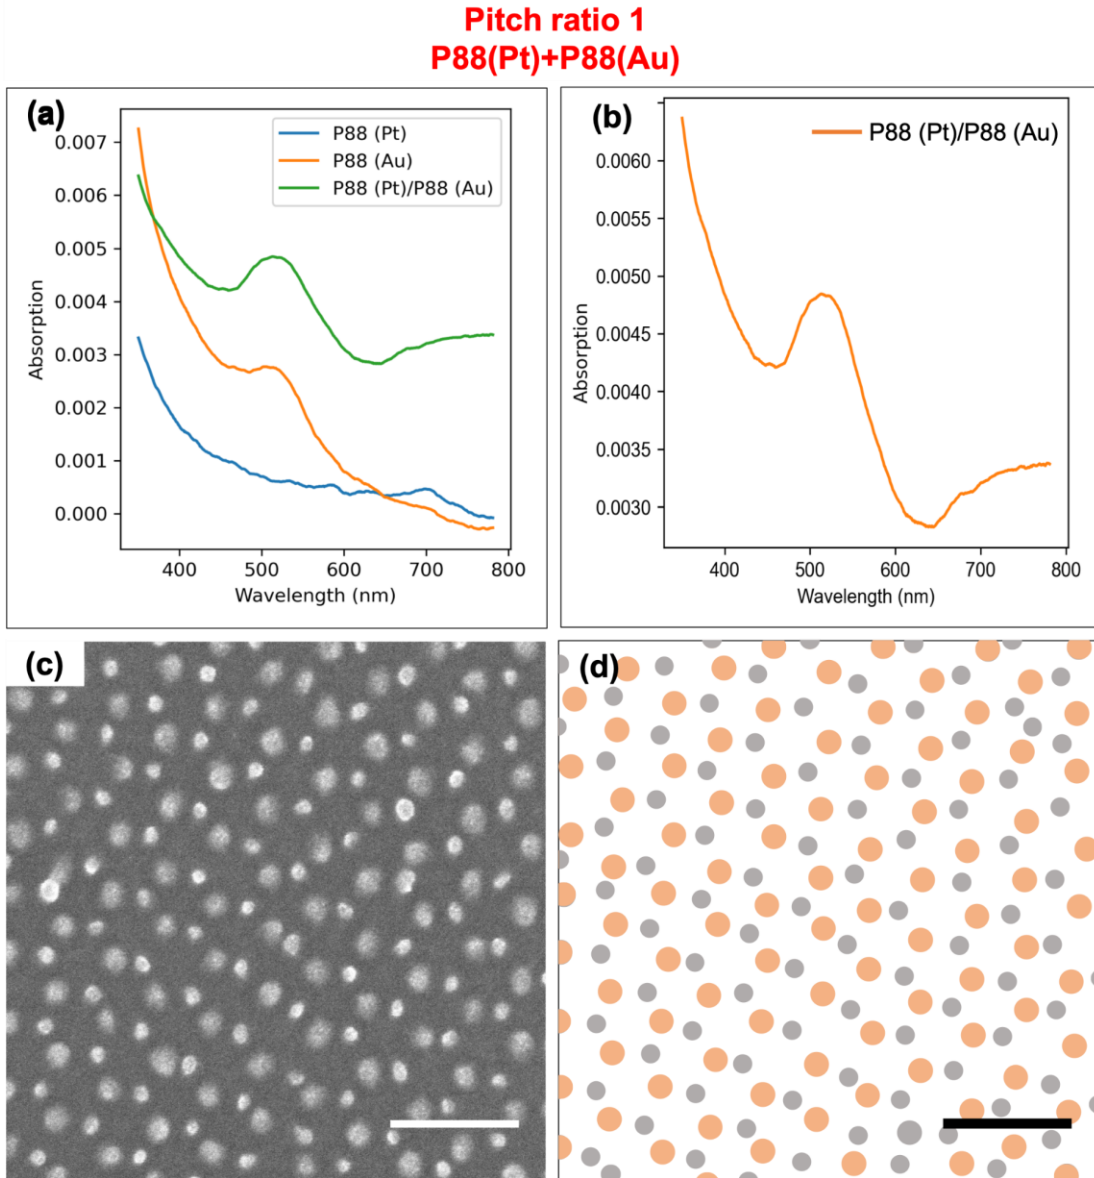 Pitch ratio 1
P88(Pt)+P88(Au)
(a)
P88 (Pt)
P88 (Au)
P88 (Pt)/P88 (Au)
0.007
0.006
0.005
0.004
0.003
0.002
0.001
0.000
Absorption
400 500 600 700 800
Wavelength (nm)
(b)
P88 (Pt)/P88 (Au)
0.0060
0.0055
0.0050
0.0045
0.0040
0.0035
0.0030
Absorption
400 500 600 700 800
Wavelength (nm)
(c)
(d)